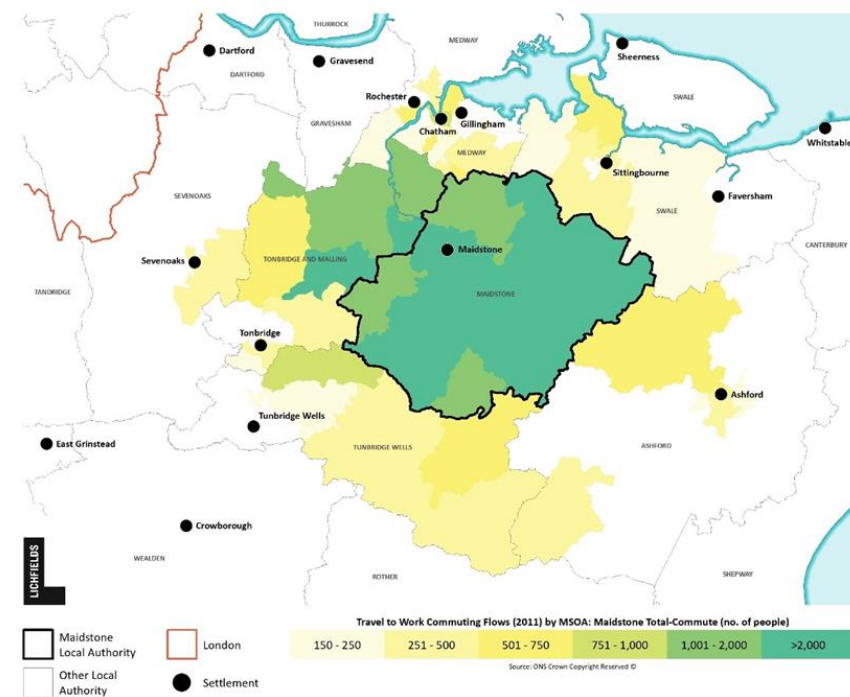 THURROCK
MEDWAY
Dartford
DARTFORD
Gravesend
Sheerness
SWALE
Rochester
GRAVESHAM
Chatham
Gillingham
MEDWAY
Whitstable
Sittingbourne
SEVENOAKS
SWALE
Faversham
CANTERBURY
Sevenoaks
TONBRIDGE AND MALLING
Maidstone
MAIDSTONE
TANDRIDGE
Tonbridge
Ashford
Tunbridge Wells
East Grinstead
TUNBRIDGE WELLS
ASHFORD
Crowborough
WEALDEN
ROTHER
SHEPWAY
LICHFIELDS
Maidstone
Local Authority
London
Other Local
Authority
Settlement
Travel to Work Commuting Flows (2011) by MSOA: Maidstone Total-Commute (no. of people)
150 - 250
251 - 500
501 - 750
751 - 1,000
1,001 - 2,000
>2,000
Source: ONS Crown Copyright Reserved ©